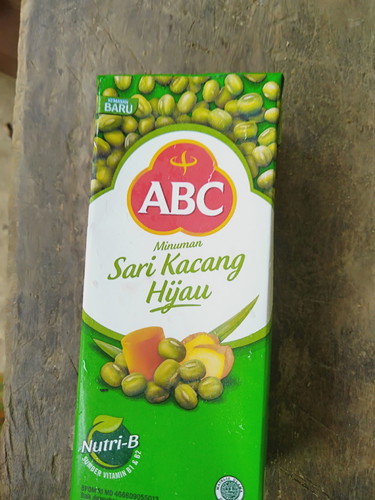 KEMASAN
BARU
ABC
Minuman
Sari Kacang
Hijau
Nutri-B
SUMBER VITAMIN B1 & B2